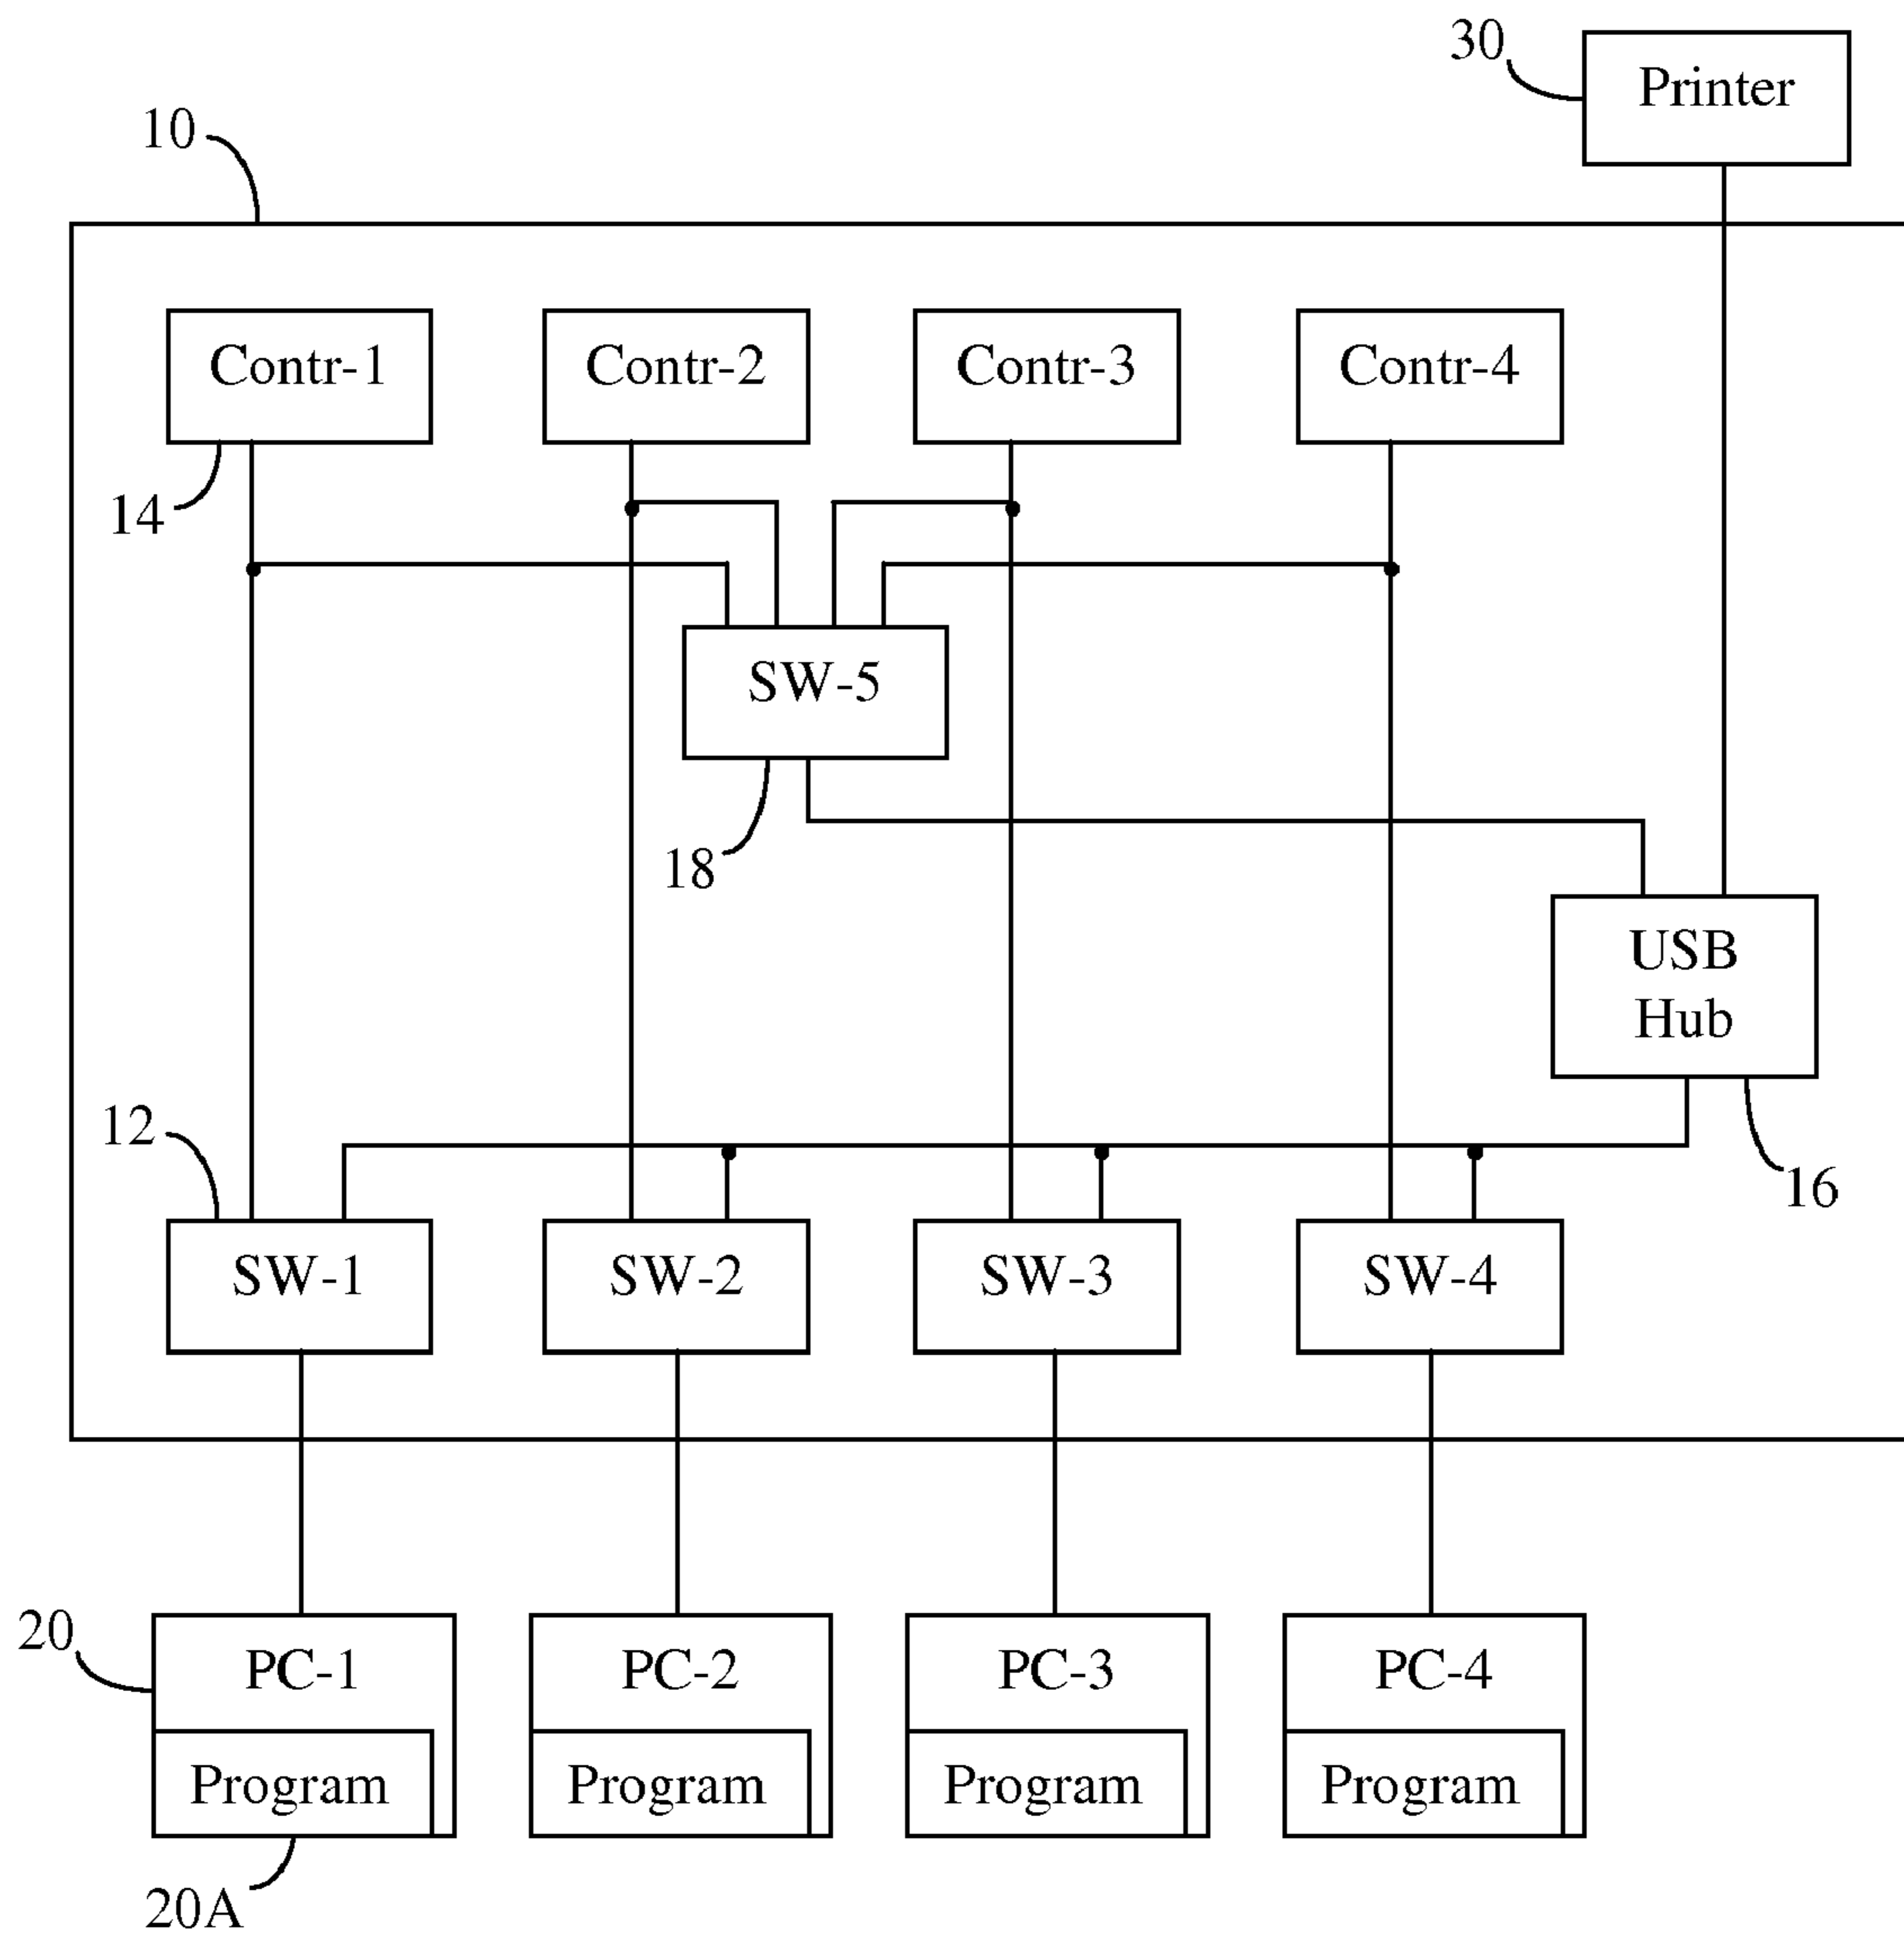 30
Printer
10
Contr-1
Contr-2
Contr-3
Contr-4
14
SW-5
18
USB
Hub
12
16
SW-1
SW-2
SW-3
SW-4
20
PC-1
PC-2
PC-3
PC-4
Program
Program
Program
Program
20A